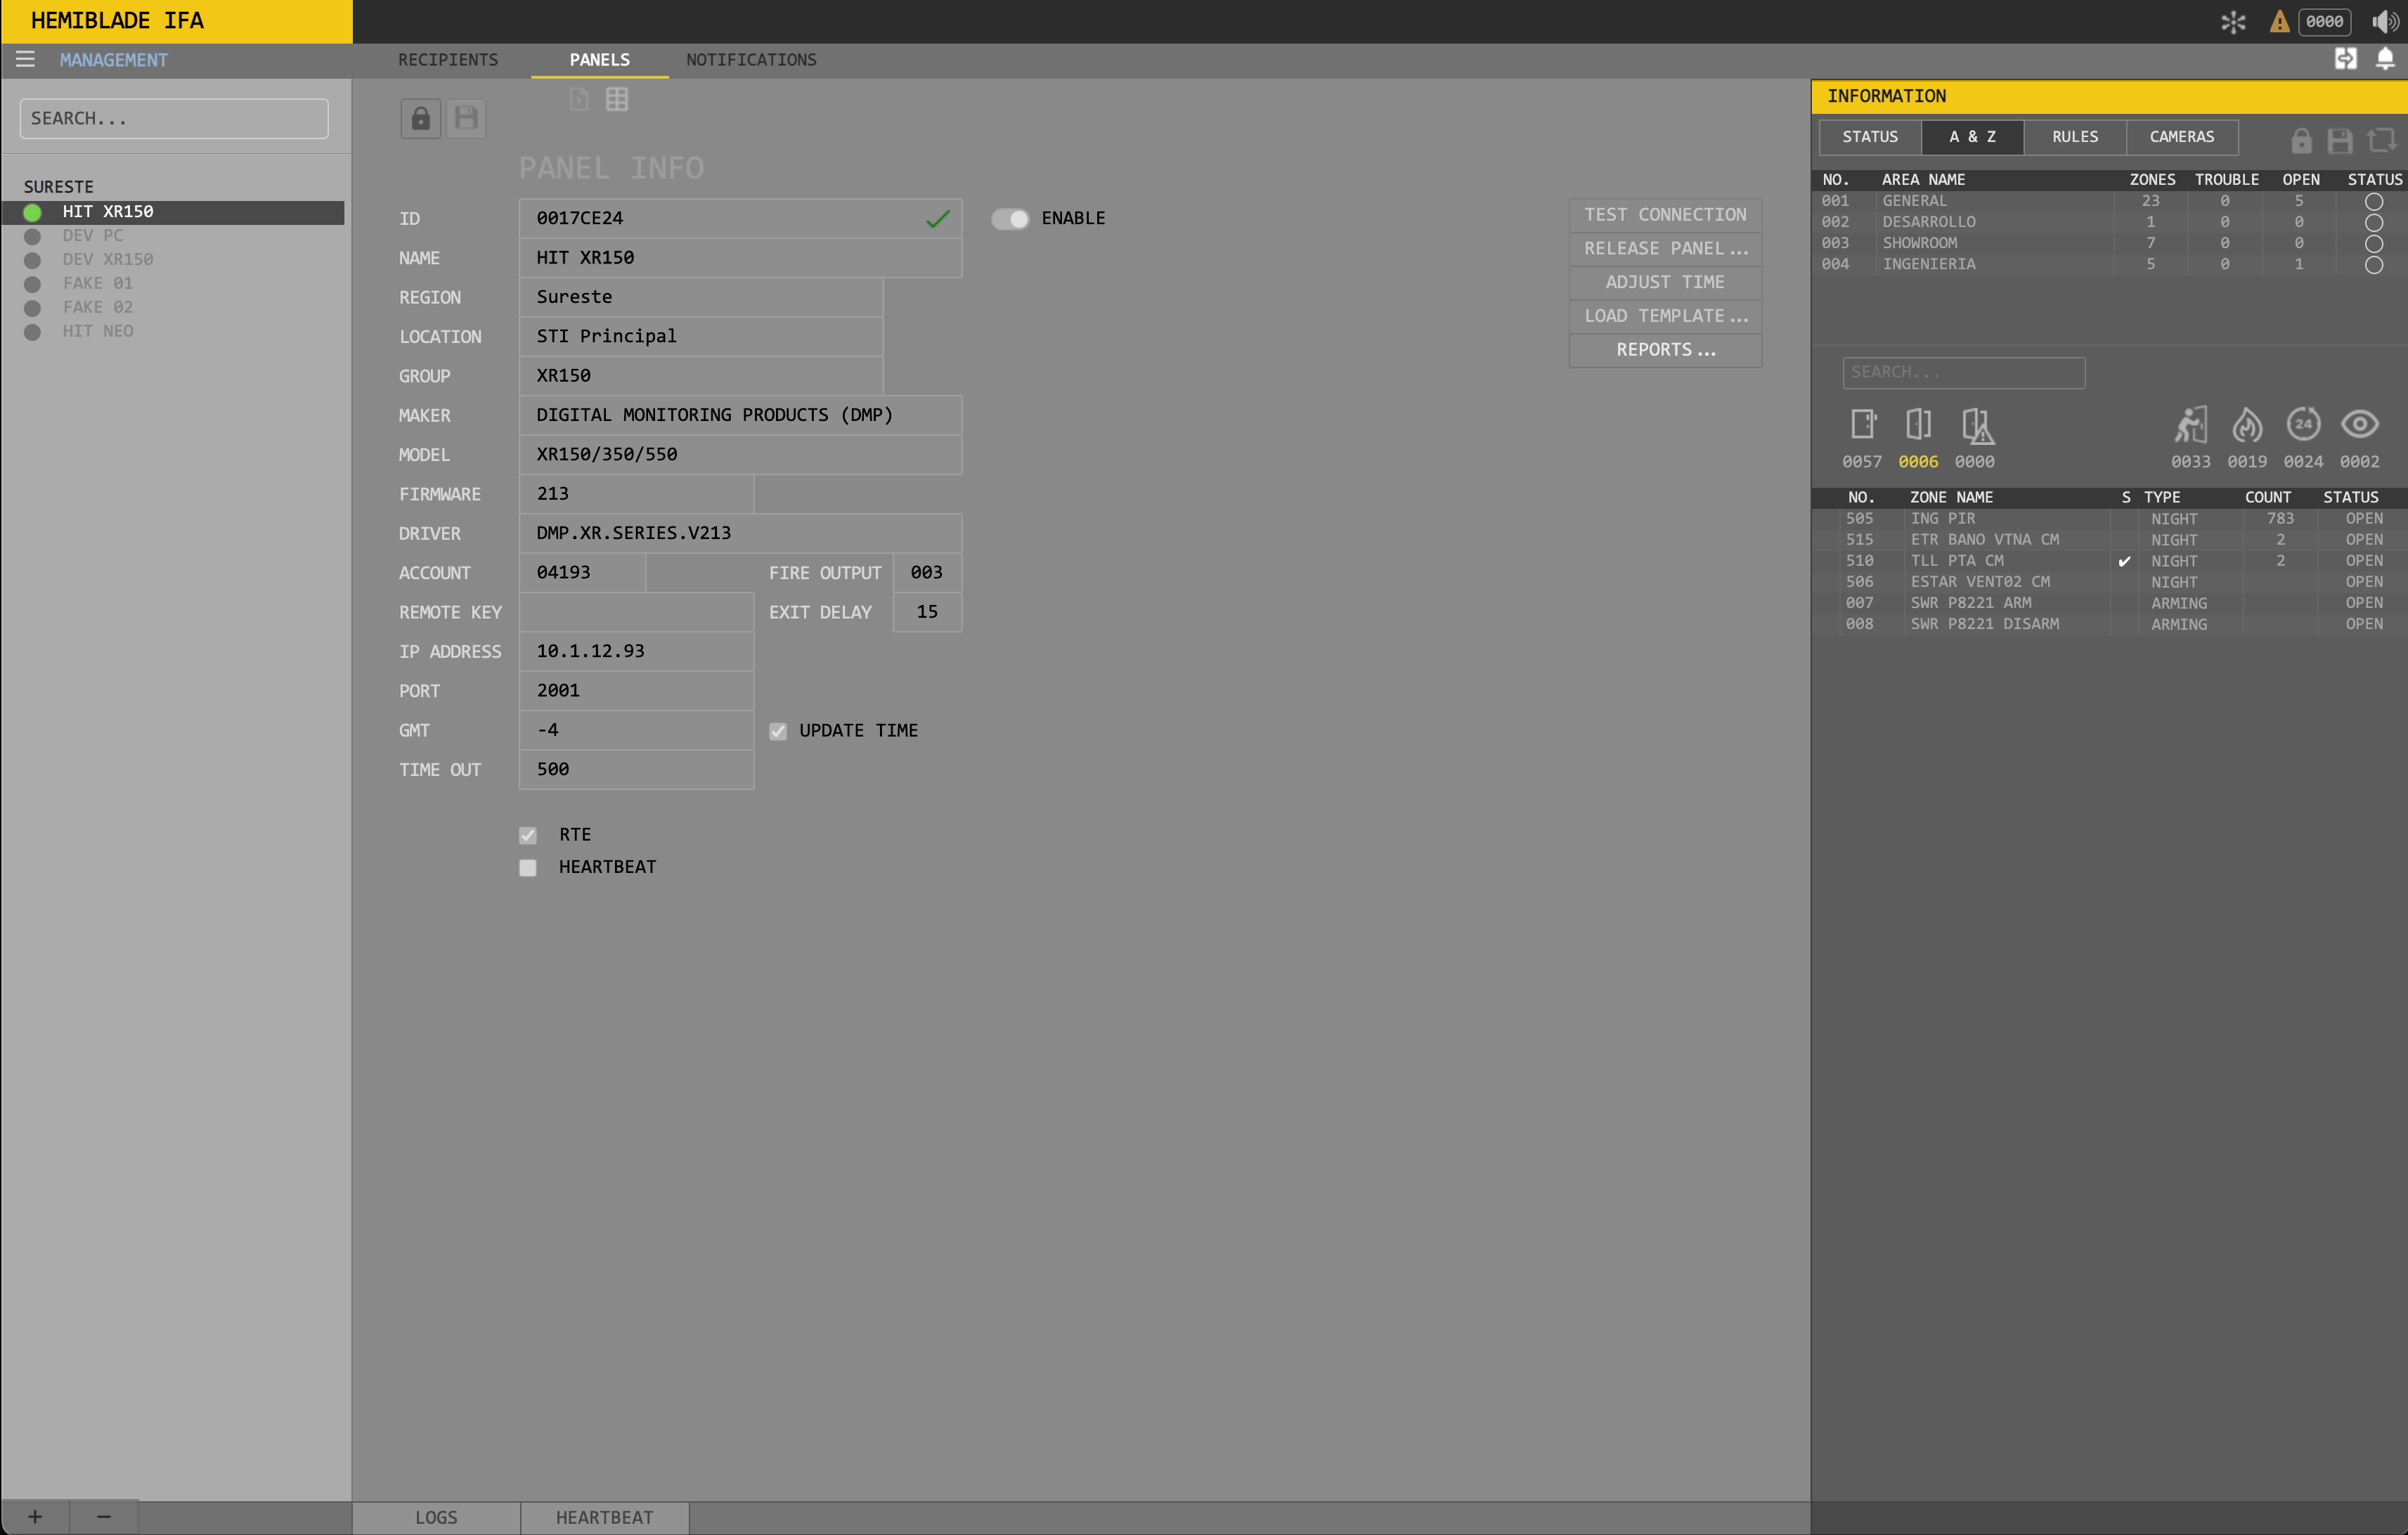 HEMIBLADE IFA
0000
MANAGEMENT
RECIPIENTS PANELS NOTIFICATIONS
SEARCH...
SURESTE
HIT XR150
DEV PC
DEV XR150
FAKE 01
FAKE 02
HIT NEO
+ −
1
PANEL INFO
ID 0017CE24 ENABLE
NAME HIT XR150
REGION Sureste
LOCATION STI Principal
GROUP XR150
MAKER DIGITAL MONITORING PRODUCTS (DMP)
MODEL XR150/350/550
FIRMWARE 213
DRIVER DMP.XR.SERIES.V213
ACCOUNT 04193 FIRE OUTPUT 003
REMOTE KEY EXIT DELAY 15
IP ADDRESS 10.1.12.93
PORT 2001
GMT -4 UPDATE TIME
TIME OUT 500
RTE
HEARTBEAT
TEST CONNECTION
RELEASE PANEL...
ADJUST TIME
LOAD TEMPLATE...
REPORTS...
LOGS HEARTBEAT
INFORMATION
STATUS A & Z RULES CAMERAS
NO. AREA NAME ZONES TROUBLE OPEN STATUS
001 GENERAL 23 0 5
002 DESARROLLO 1 0 0
003 SHOWROOM 7 0 0
004 INGENIERIA 5 0 1
SEARCH...
24
0057 0006 0000 0033 0019 0024 0002
NO. ZONE NAME S TYPE COUNT STATUS
505 ING PIR NIGHT 783 OPEN
515 ETR BANO VTNA CM NIGHT 2 OPEN
510 TLL PTA CM ✔ NIGHT 2 OPEN
506 ESTAR VENT02 CM NIGHT OPEN
007 SWR P8221 ARM ARMING OPEN
008 SWR P8221 DISARM ARMING OPEN